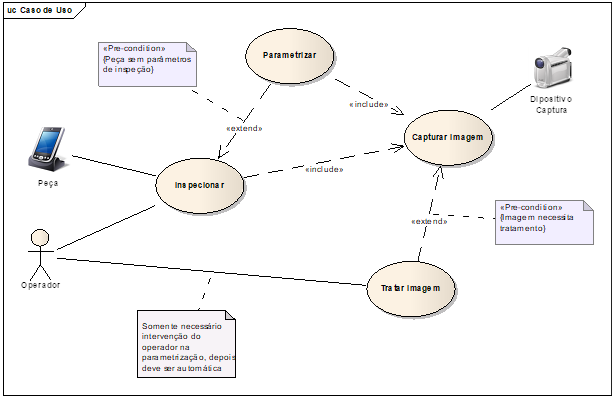 uc Caso de Uso
«Pre-condition»
{Peça sem parâmetros
de inspeção}
Parametrizar
«include»
Dipositivo
Captura
«extend»
Capturar Imagem
Peça
Inspecionar
«include»
«Pre-condition»
{Imagem necessita
tratamento}
«extend»
Operador
Tratar Imagem
Somente necessário
intervenção do
operador na
parametrização, depois
deve ser automática